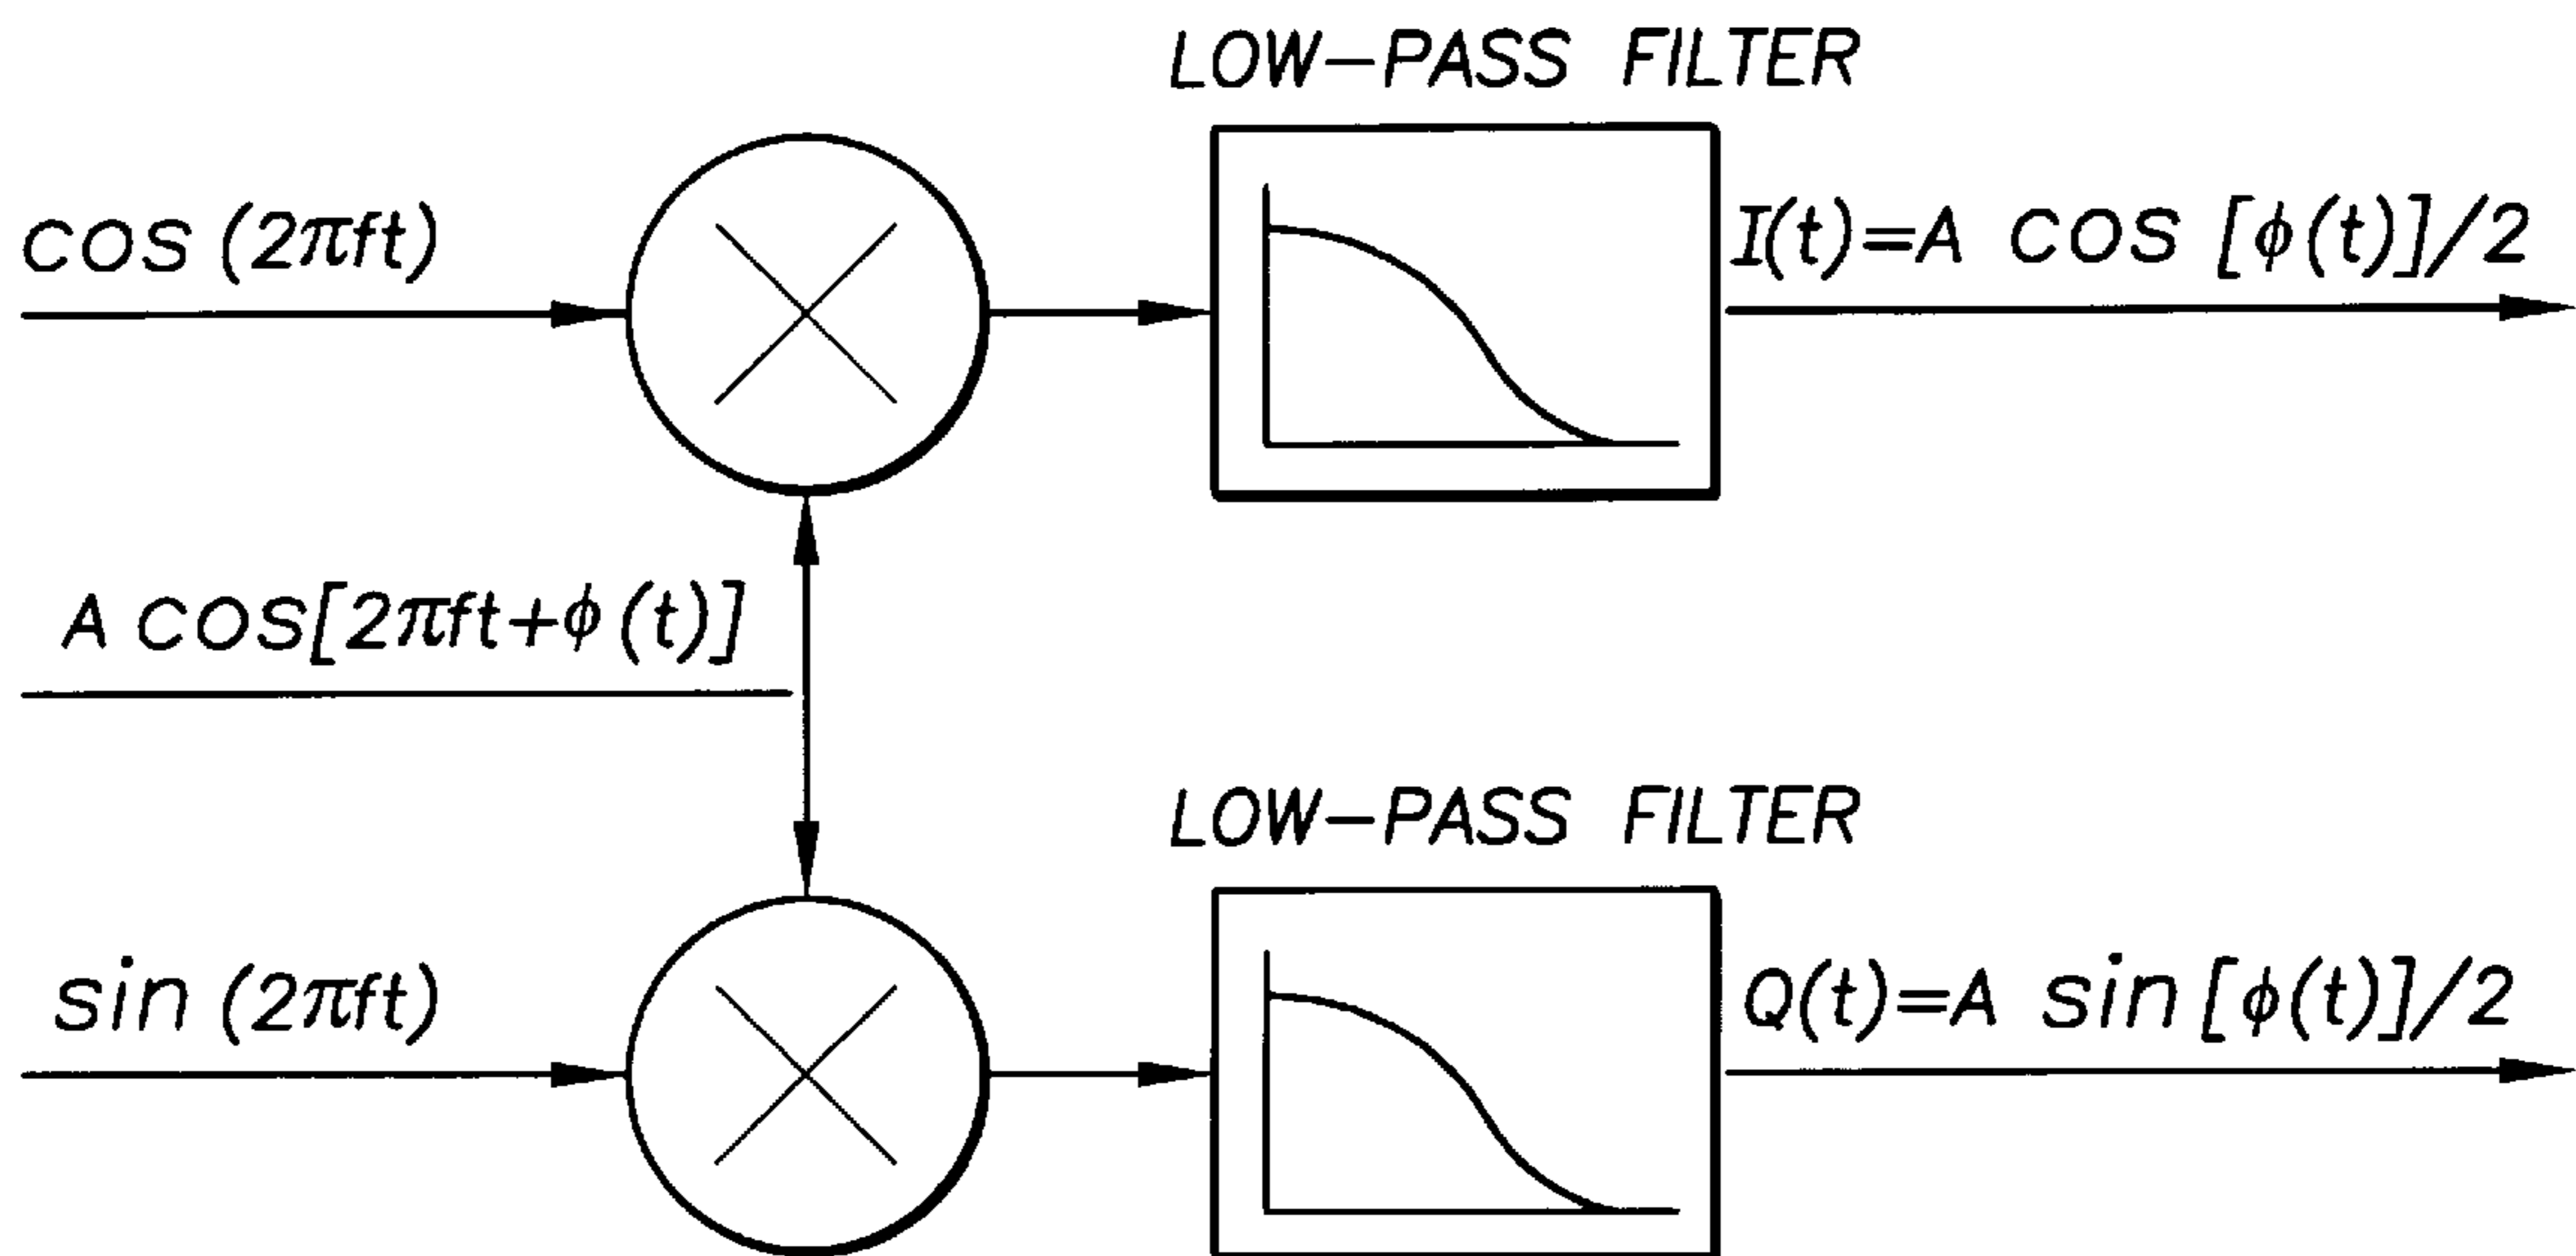 LOW-PASS FILTER
COS (2πft)
I(t)=A COS [ϕ(t)]/2
A COS[2πft+ϕ(t)]
LOW-PASS FILTER
sin (2πft)
Q(t)=A sin [ϕ(t)]/2